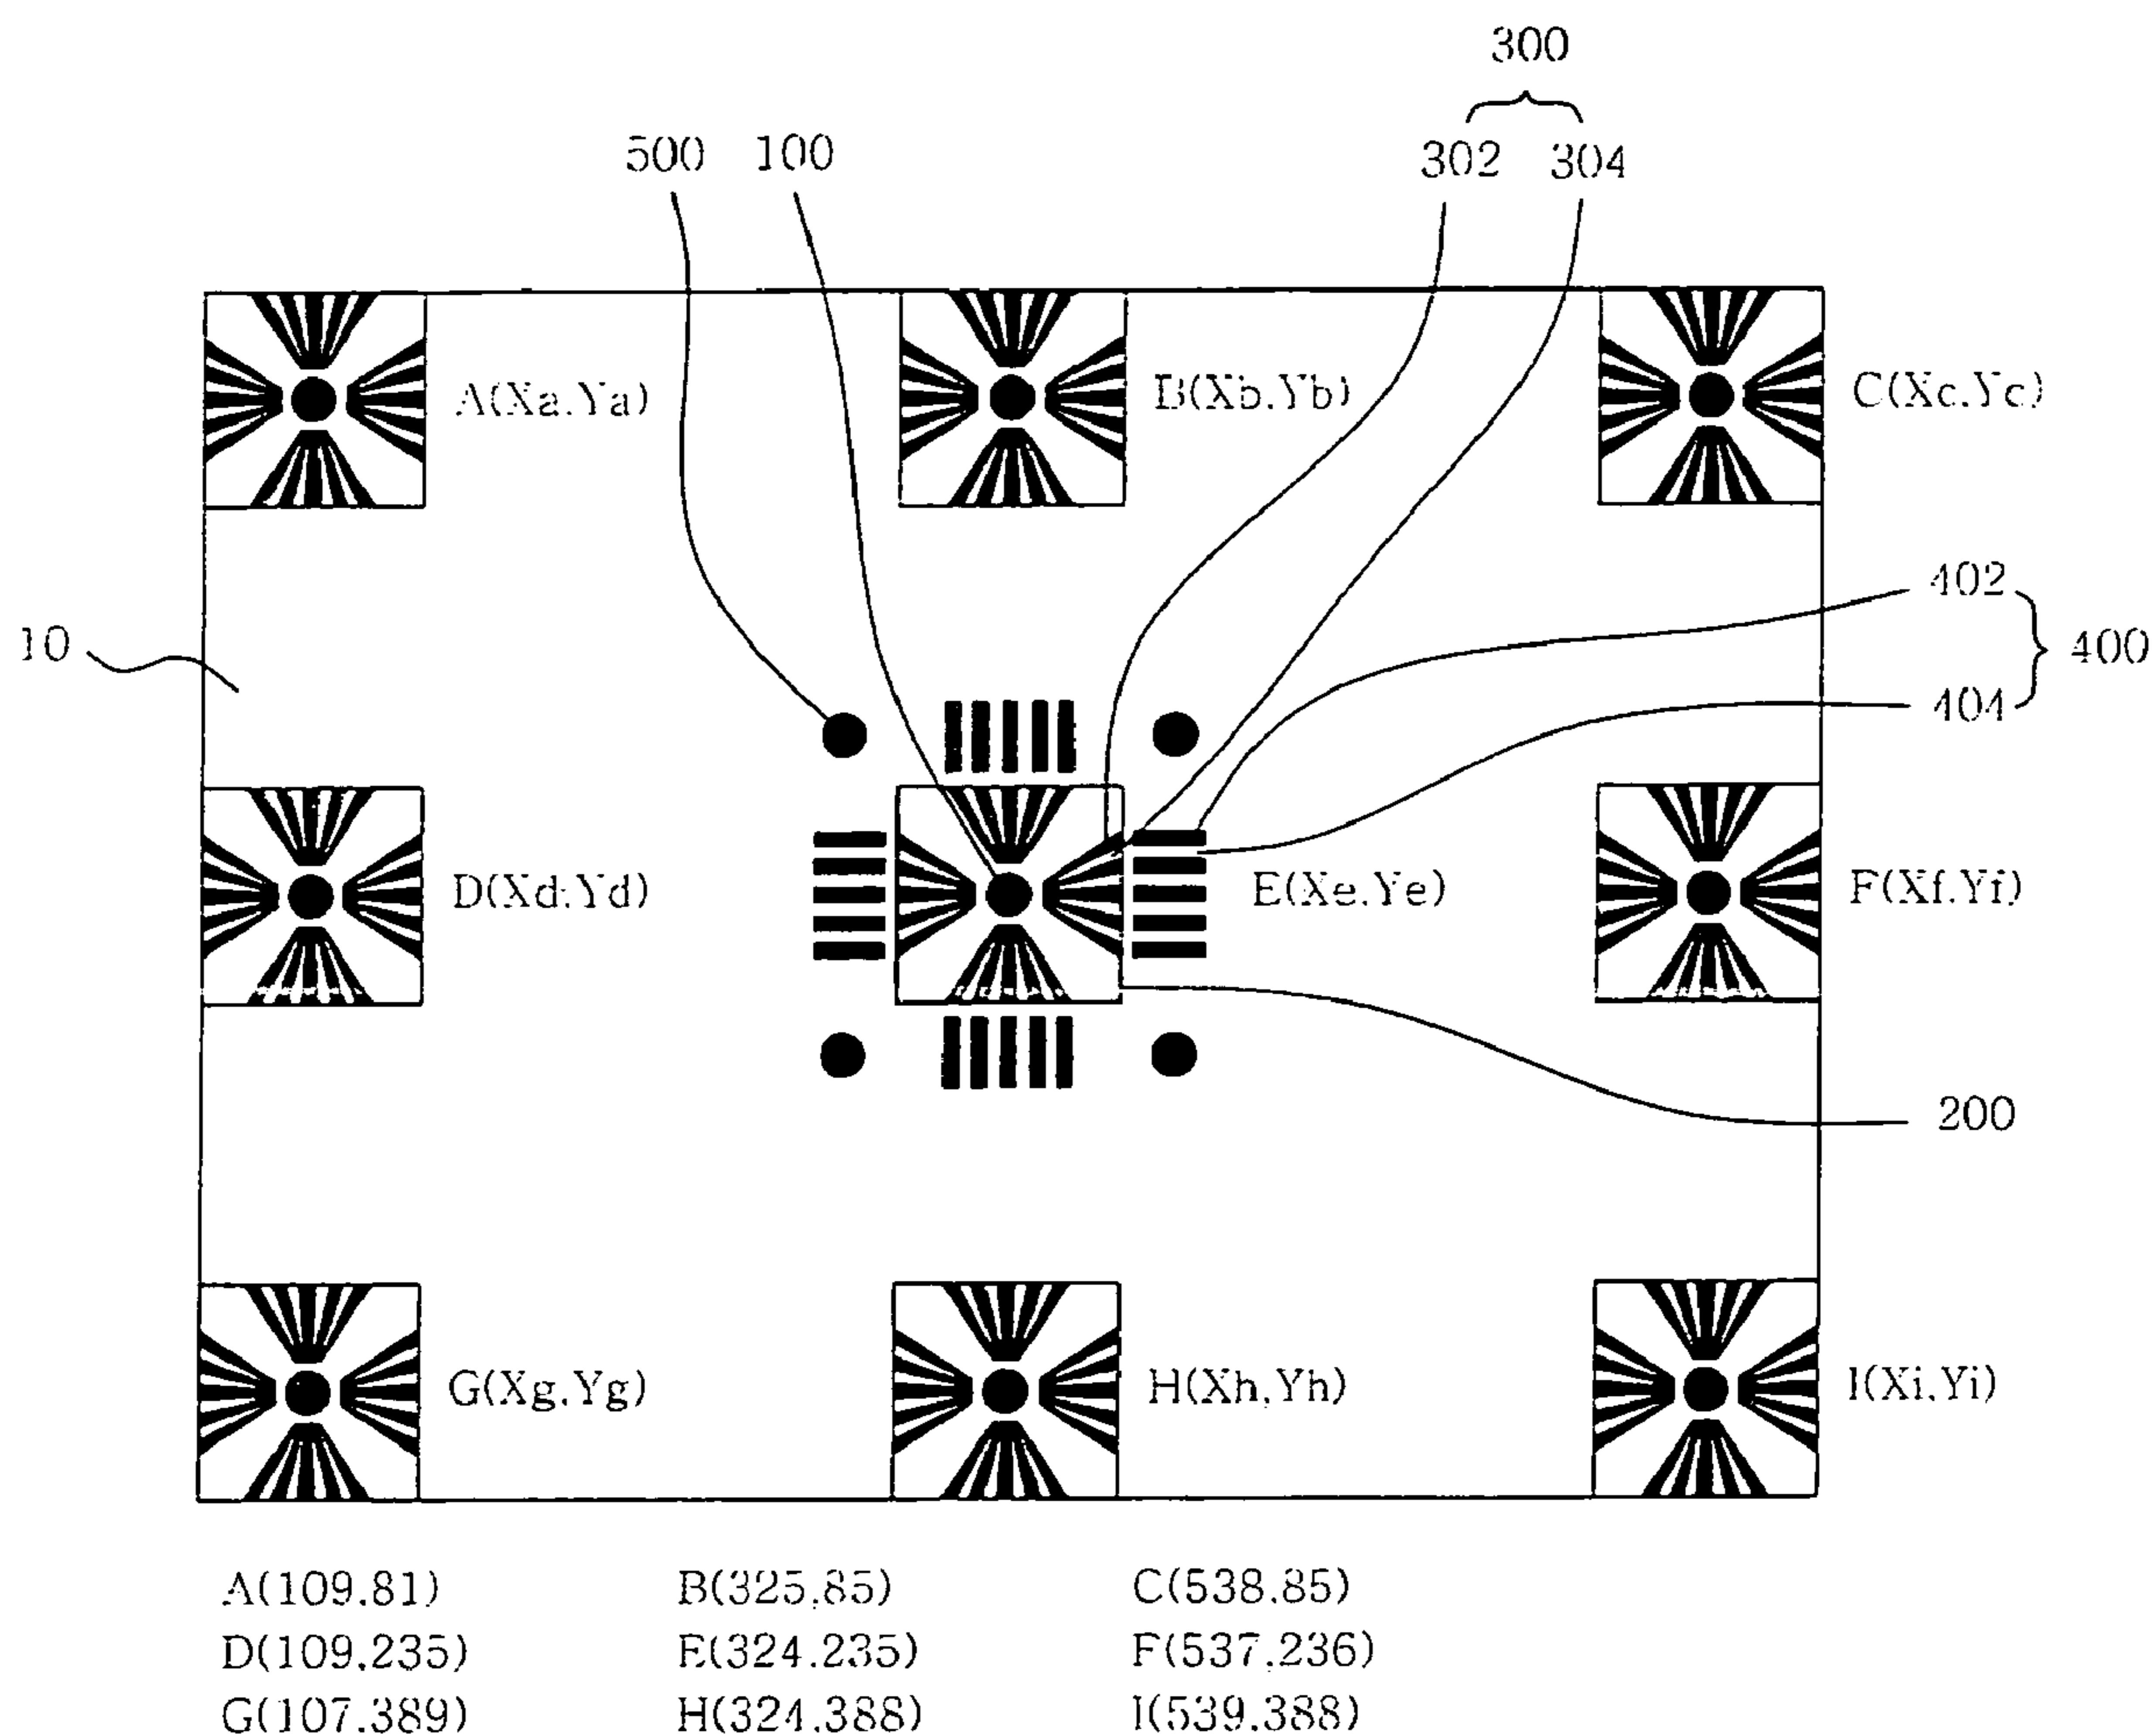 300
500 100 302 304
A(Xa.Ya) B(Xb.Yb) C(Xc.Yc)
402
10 400
404
D(Xd.Yd) E(Xe.Ye) F(Xf.Yf)
200
G(Xg.Yg) H(Xh.Yh) I(Xi.Yi)
A(109.81) B(325.85) C(538.85)
D(109.235) E(324.235) F(537.236)
G(107.389) H(324.388) I(539.388)